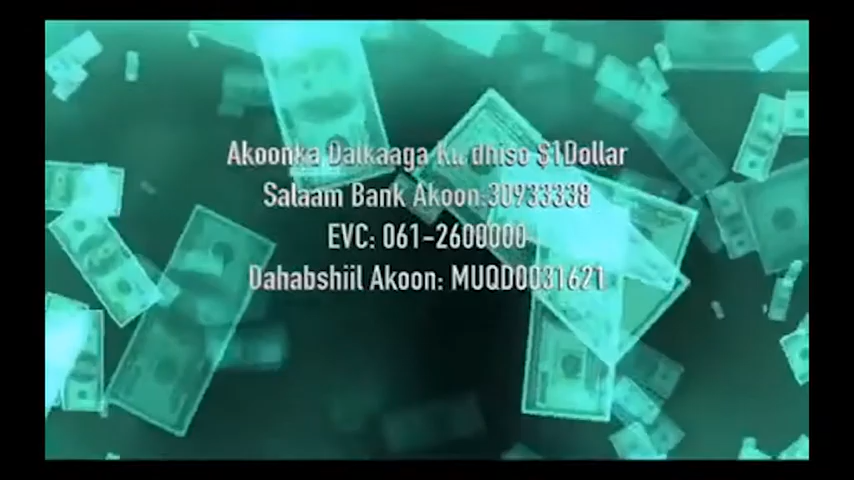 Akoonka Dalkaaga Ku dhiso $1Dollar
Salaam Bank Akoon:30933338
EVC: 061-2600000
Dahabshiil Akoon: MUQD0031621